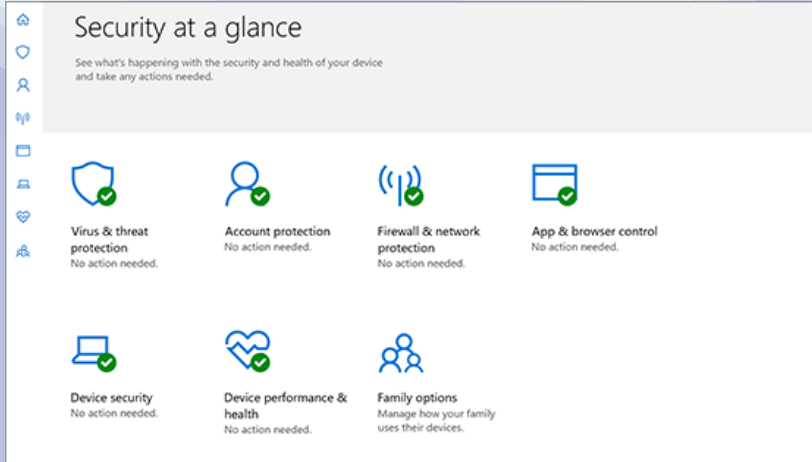 Security at a glance
See what's happening with the security and health of your device
and take any actions needed.
Virus & threat
protection
No action needed.
Account protection
No action needed.
Firewall & network
protection
No action needed.
App & browser control
No action needed.
Device security
No action needed.
Device performance &
health
No action needed.
Family options
Manage how your family
uses their devices.